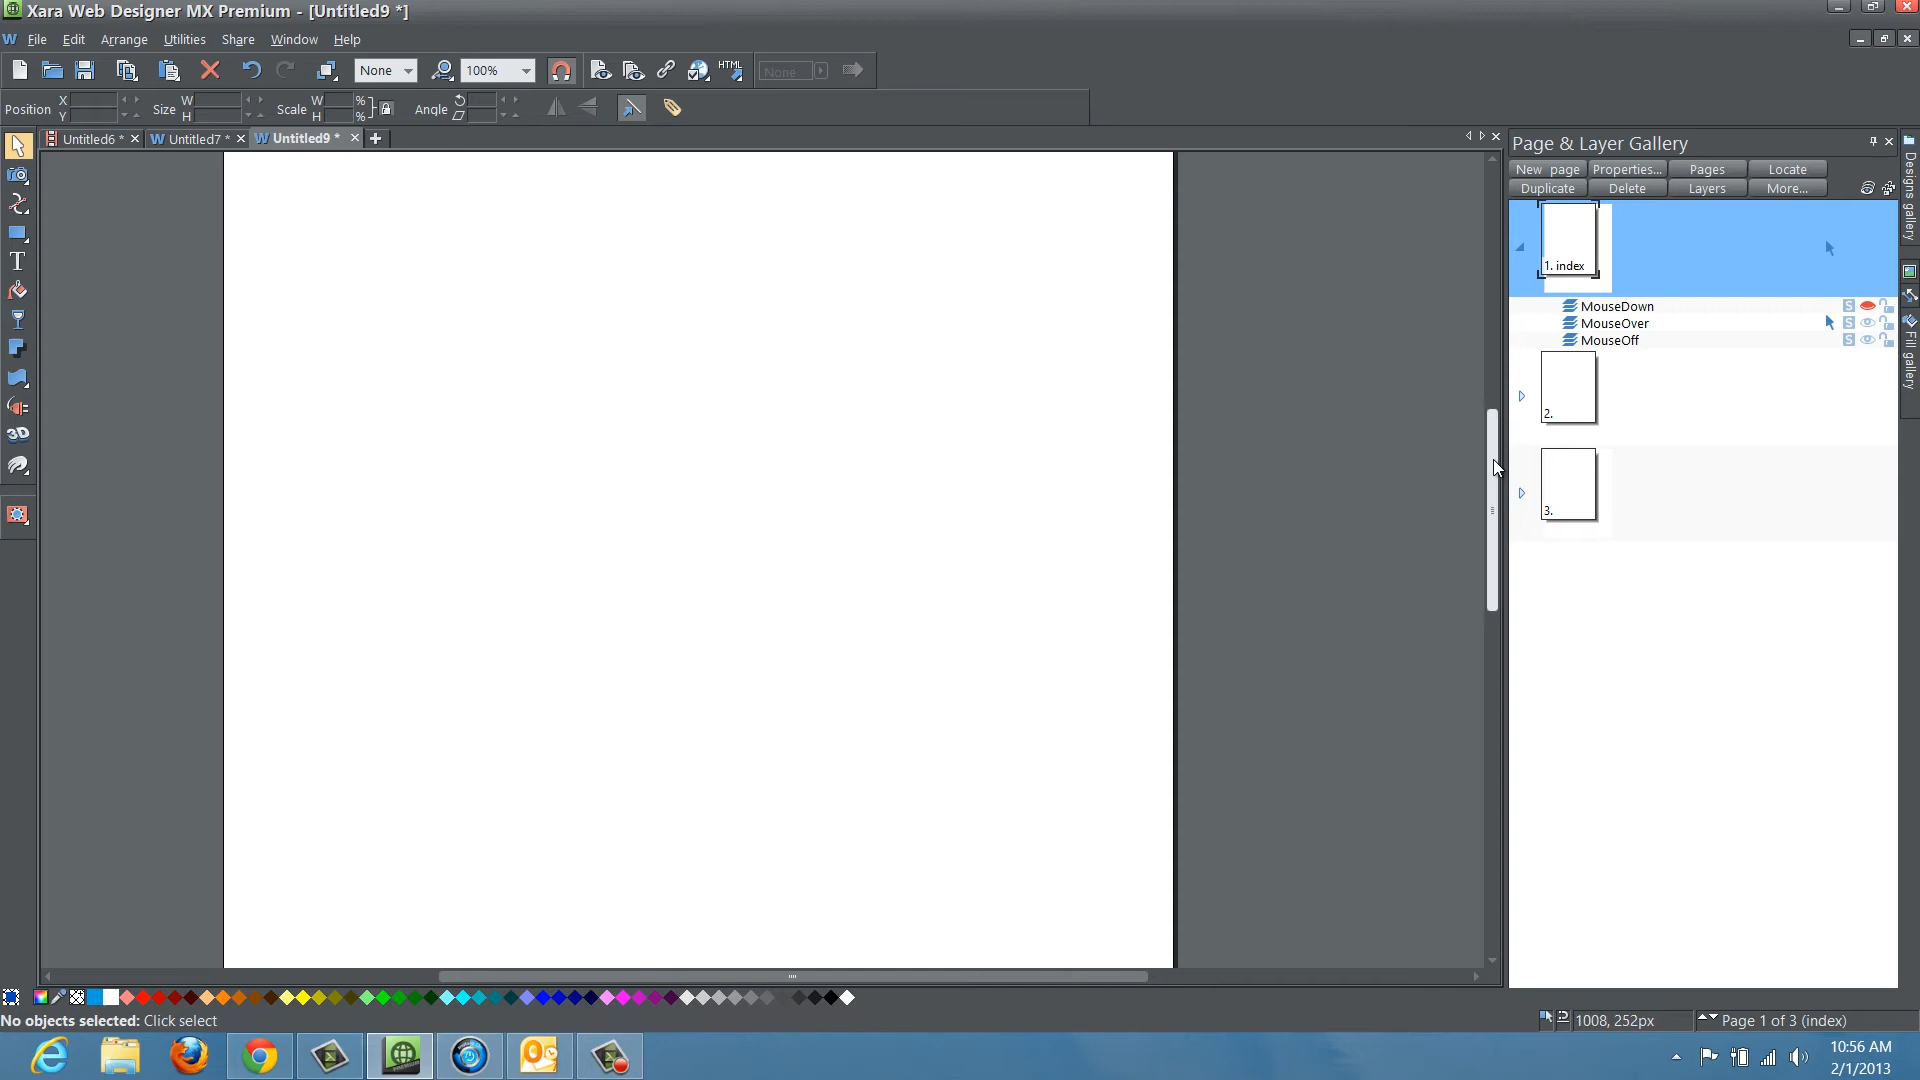 Xara Web Designer MX Premium - [Untitled9 *]
File Edit Arrange Utilities Share Window Help
None 100% HTML None
Position X Y Size W H Scale W H % % Angle
Untitled6 * Untitled7 * Untitled9 *
Page & Layer Gallery
New page Properties... Pages Locate
Duplicate Delete Layers More...
1. index
MouseDown S
MouseOver S
MouseOff S
2.
3.
Designs gallery
Fill gallery
T
3D
No objects selected: Click select
1008, 252px Page 1 of 3 (index)
10:56 AM
2/1/2013